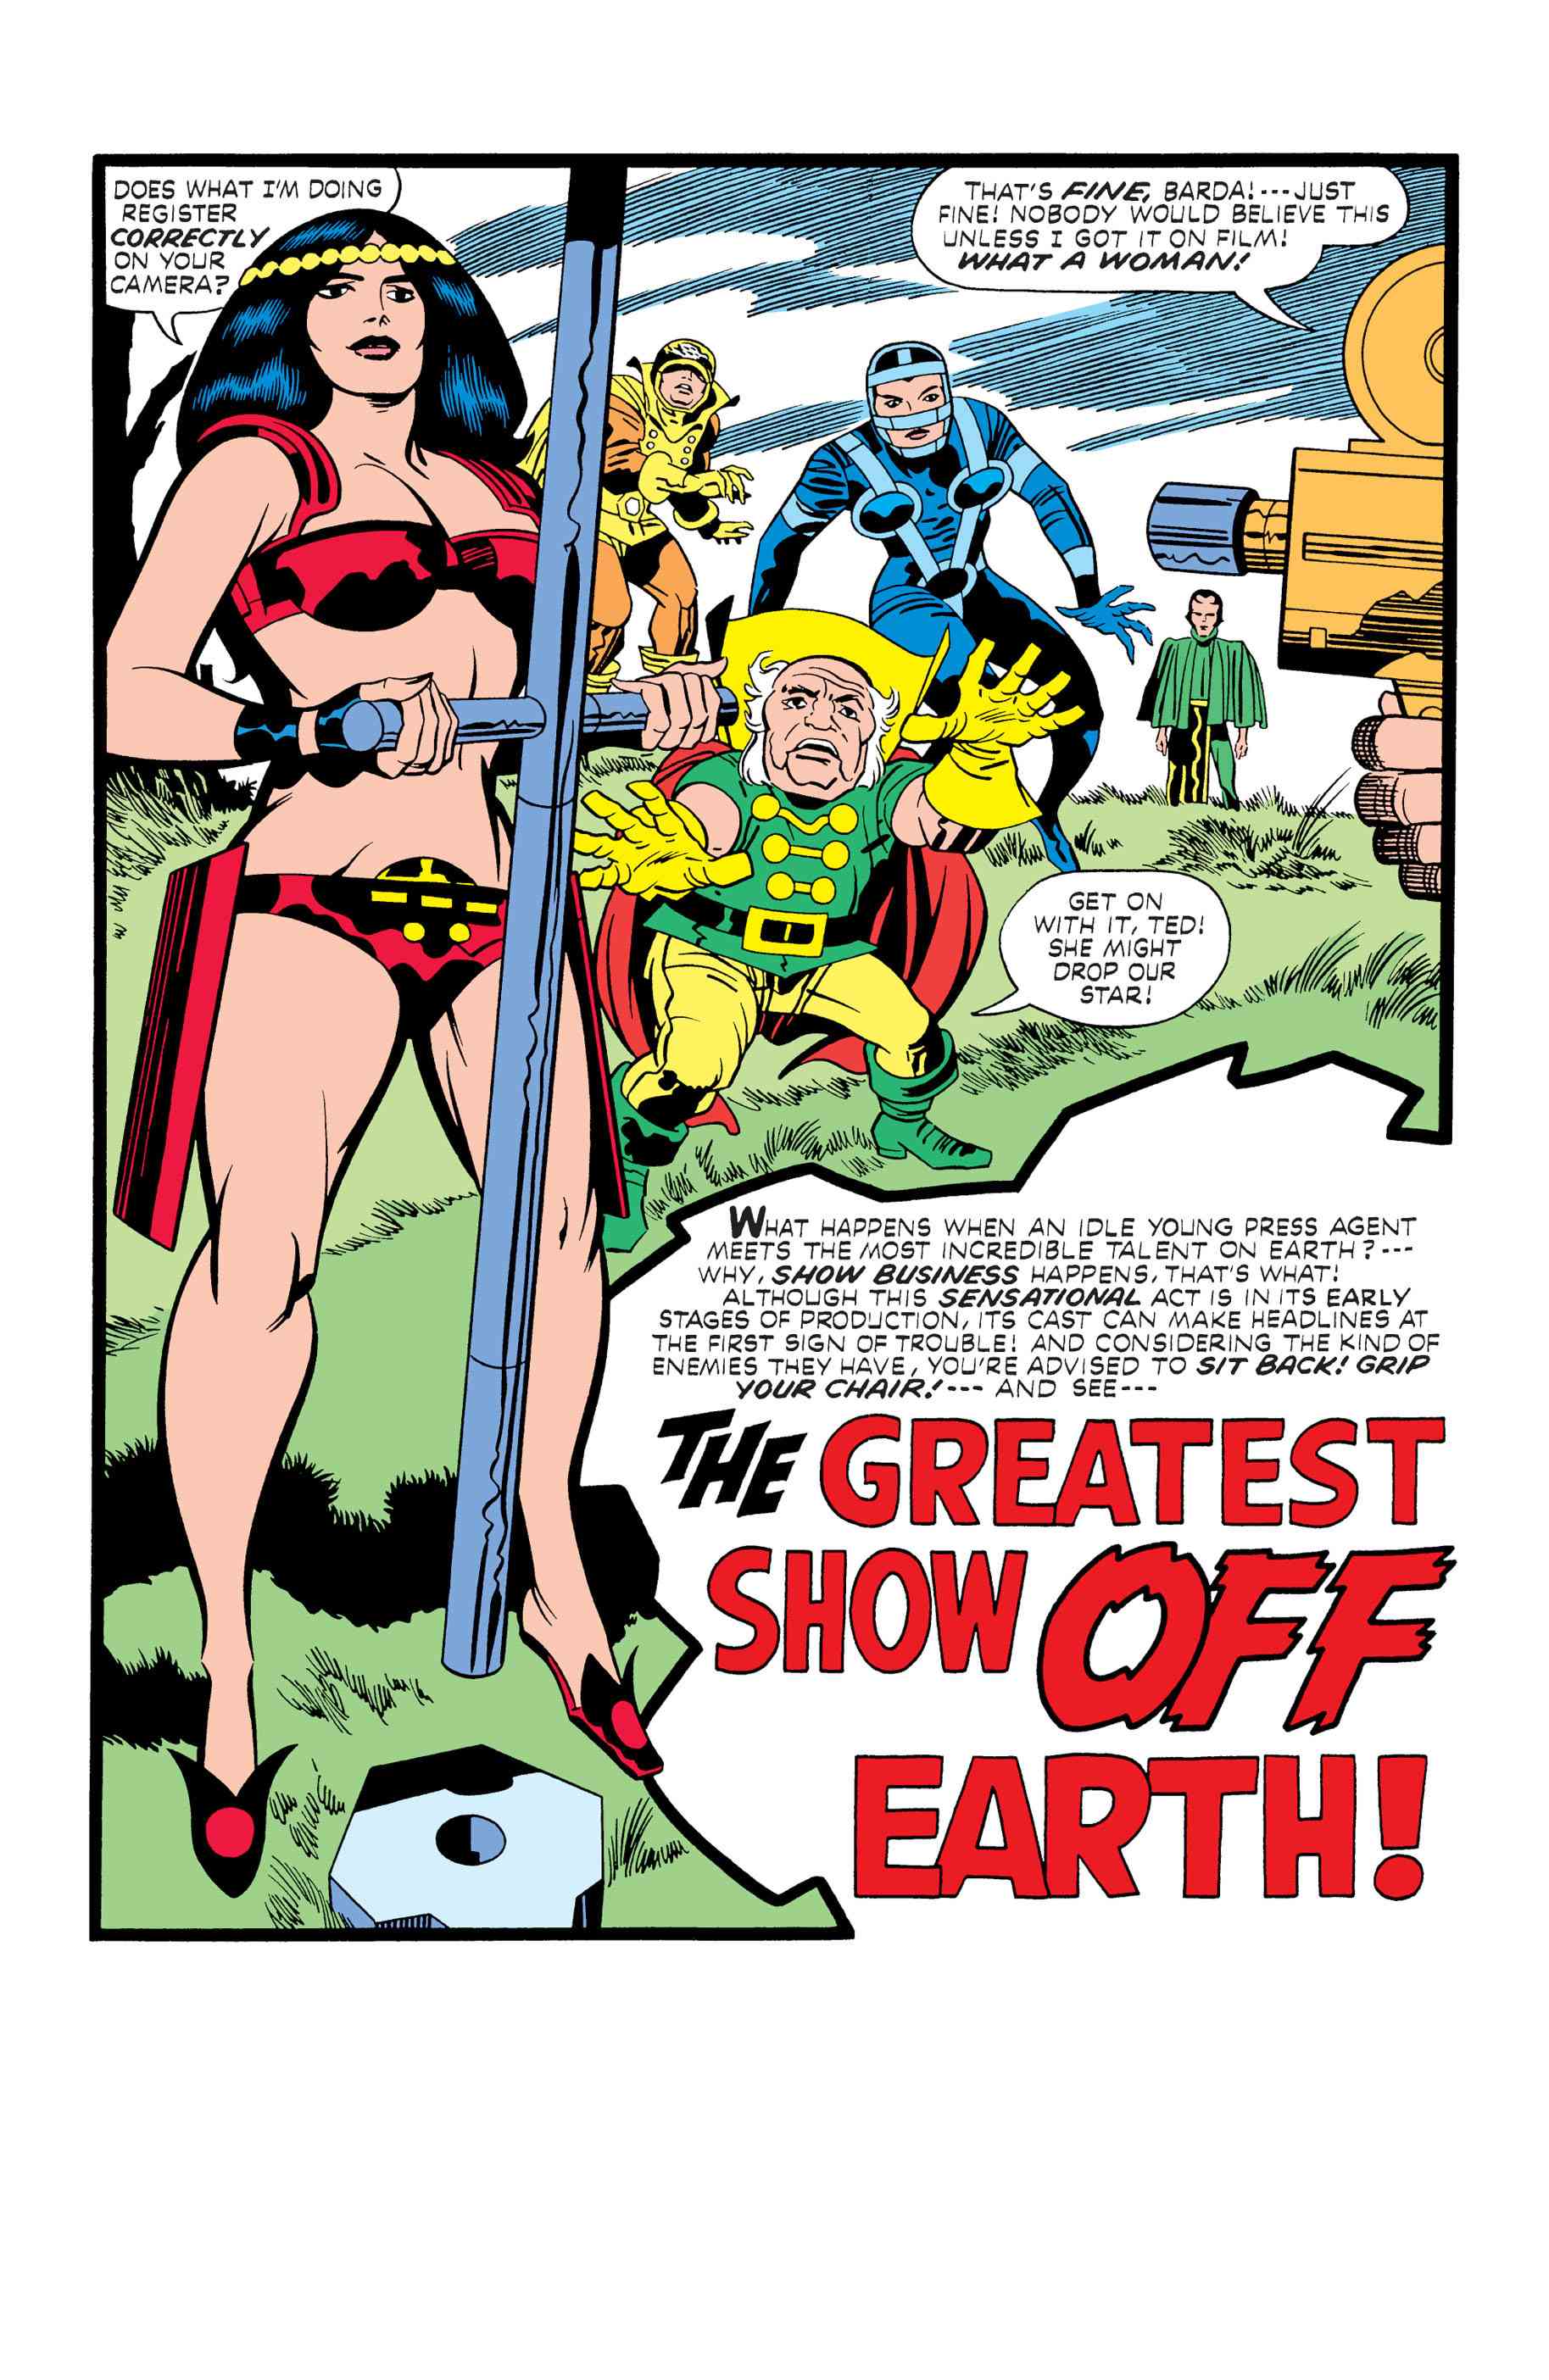 DOES WHAT I'M DOING
REGISTER
CORRECTLY
ON YOUR
CAMERA?
THAT'S FINE, BARDA!---JUST
FINE! NOBODY WOULD BELIEVE THIS
UNLESS I GOT IT ON FILM!
WHAT A WOMAN!
GET ON
WITH IT, TED!
SHE MIGHT
DROP OUR
STAR!
WHAT HAPPENS WHEN AN IDLE YOUNG PRESS AGENT
MEETS THE MOST INCREDIBLE TALENT ON EARTH?---
WHY, SHOW BUSINESS HAPPENS, THAT'S WHAT!
ALTHOUGH THIS SENSATIONAL ACT IS IN ITS EARLY
STAGES OF PRODUCTION, ITS CAST CAN MAKE HEADLINES AT
THE FIRST SIGN OF TROUBLE! AND CONSIDERING THE KIND OF
ENEMIES THEY HAVE, YOU'RE ADVISED TO SIT BACK! GRIP
YOUR CHAIR!--- AND SEE---
THE GREATEST
SHOW OFF
EARTH!